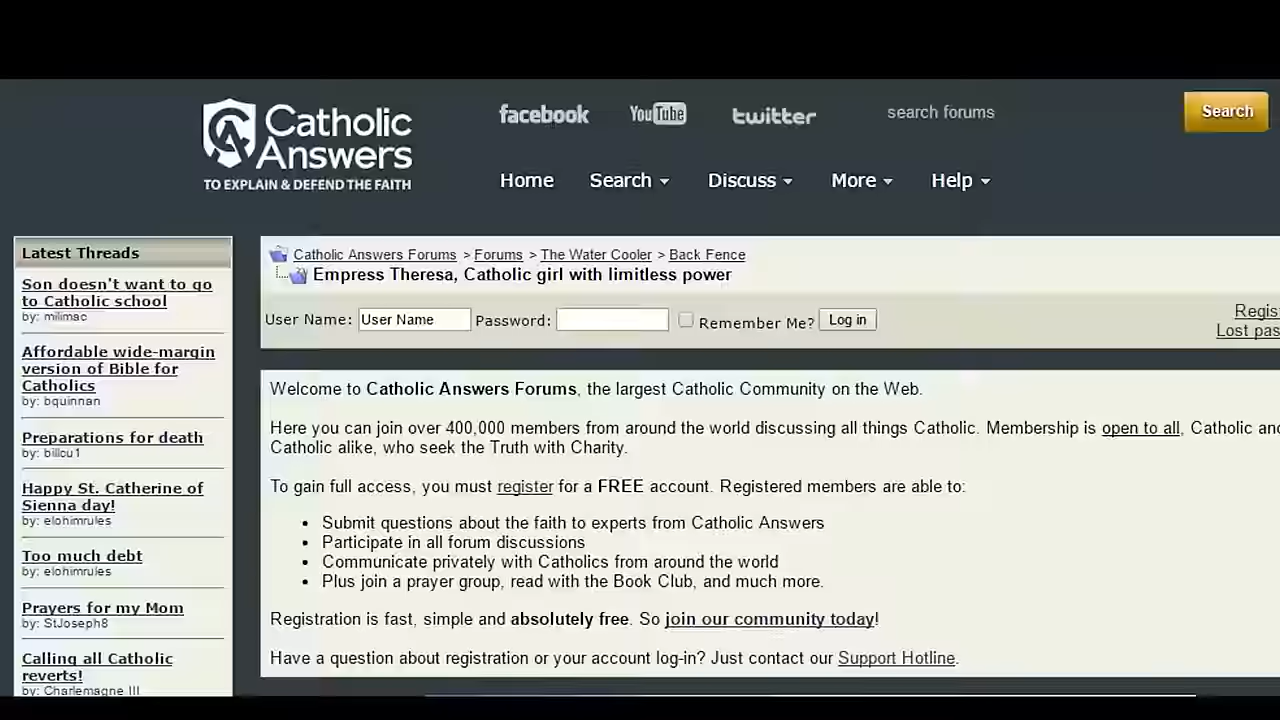 Catholic
Answers
TO EXPLAIN & DEFEND THE FAITH
facebook
YouTube
twitter
search forums
Search
Home
Search
Discuss
More
Help
Latest Threads
Son doesn't want to go
to Catholic school
by: milimac
Affordable wide-margin
version of Bible for
Catholics
by: bquinnan
Preparations for death
by: billcu1
Happy St. Catherine of
Sienna day!
by: elohimrules
Too much debt
by: elohimrules
Prayers for my Mom
by: StJoseph8
Calling all Catholic
reverts!
by: Charlemagne III
Catholic Answers Forums > Forums > The Water Cooler > Back Fence
Empress Theresa, Catholic girl with limitless power
User Name: User Name Password: Remember Me? Log in
Regis
Lost pas
Welcome to Catholic Answers Forums, the largest Catholic Community on the Web.
Here you can join over 400,000 members from around the world discussing all things Catholic. Membership is open to all, Catholic and
Catholic alike, who seek the Truth with Charity.
To gain full access, you must register for a FREE account. Registered members are able to:
• Submit questions about the faith to experts from Catholic Answers
• Participate in all forum discussions
• Communicate privately with Catholics from around the world
• Plus join a prayer group, read with the Book Club, and much more.
Registration is fast, simple and absolutely free. So join our community today!
Have a question about registration or your account log-in? Just contact our Support Hotline.